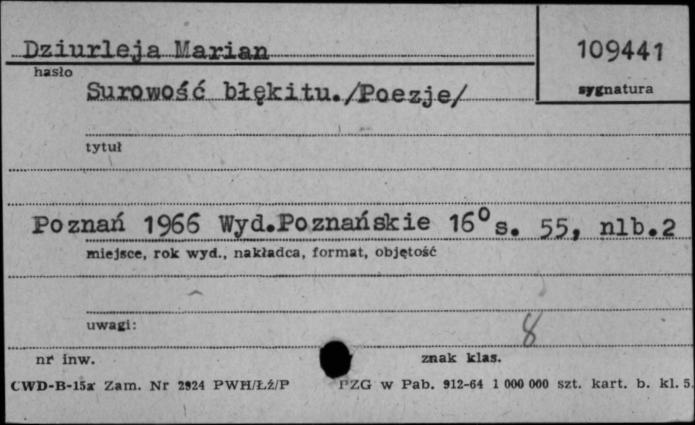 Dziurleja Marian
109441
hasło
sygnatura
Surowość błękitu./Poezje/
tytuł
Poznań 1966 Wyd.Poznańskie 16° s. 55, nlb.2
miejsce, rok wyd., nakładca, format, objętość
uwagi:
8
nr inw.
znak klas.
CWD-B-15a Zam. Nr 2924 PWH/Łź/P PZG w Pab. 912-64 1 000 000 szt. kart. b. kl. 5.